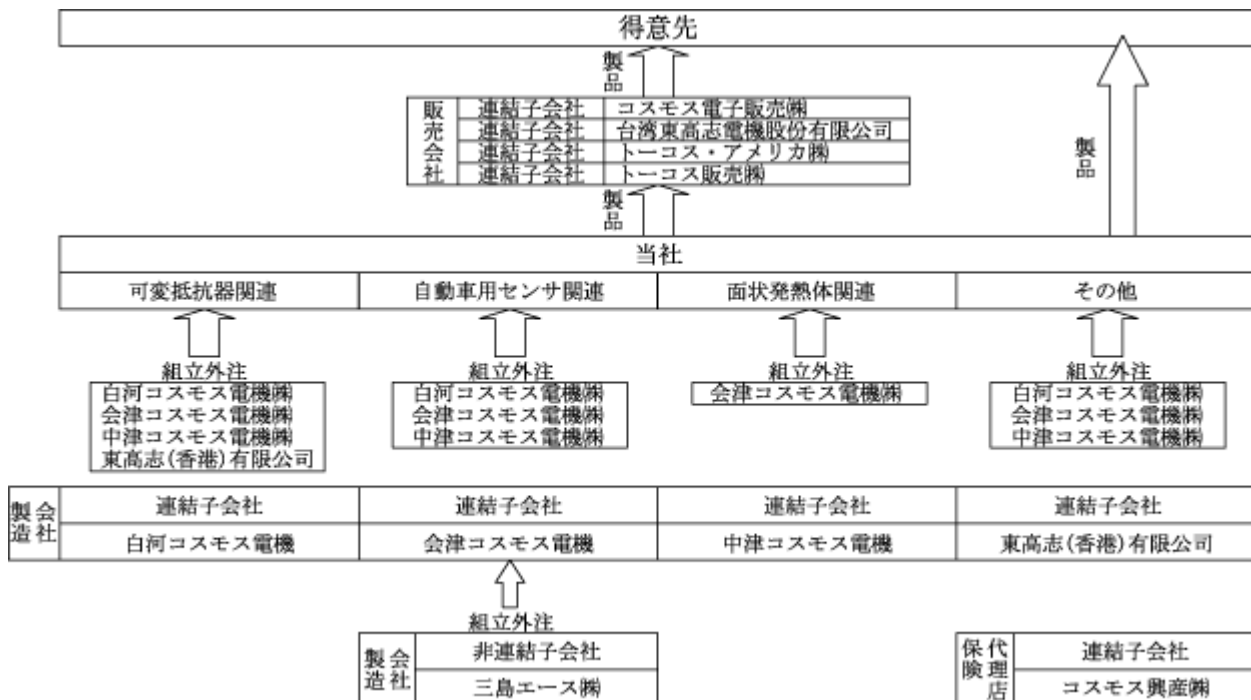 得意先
製品
販売会社
連結子会社 コスモス電子販売㈱
連結子会社 台湾東高志電機股份有限公司
連結子会社 トーコス・アメリカ㈱
連結子会社 トーコス販売㈱
製品
製品
当社
可変抵抗器関連 自動車用センサ関連 面状発熱体関連 その他
組立外注 組立外注 組立外注 組立外注
白河コスモス電機㈱ 白河コスモス電機㈱ 会津コスモス電機㈱ 白河コスモス電機㈱
会津コスモス電機㈱ 会津コスモス電機㈱ 会津コスモス電機㈱
中津コスモス電機㈱ 中津コスモス電機㈱ 中津コスモス電機㈱
東高志(香港)有限公司
製造会社
連結子会社 連結子会社 連結子会社 連結子会社
白河コスモス電機 会津コスモス電機 中津コスモス電機 東高志(香港)有限公司
組立外注
製造会社
非連結子会社
三島エース㈱
保険代理店
連結子会社
コスモス興産㈱